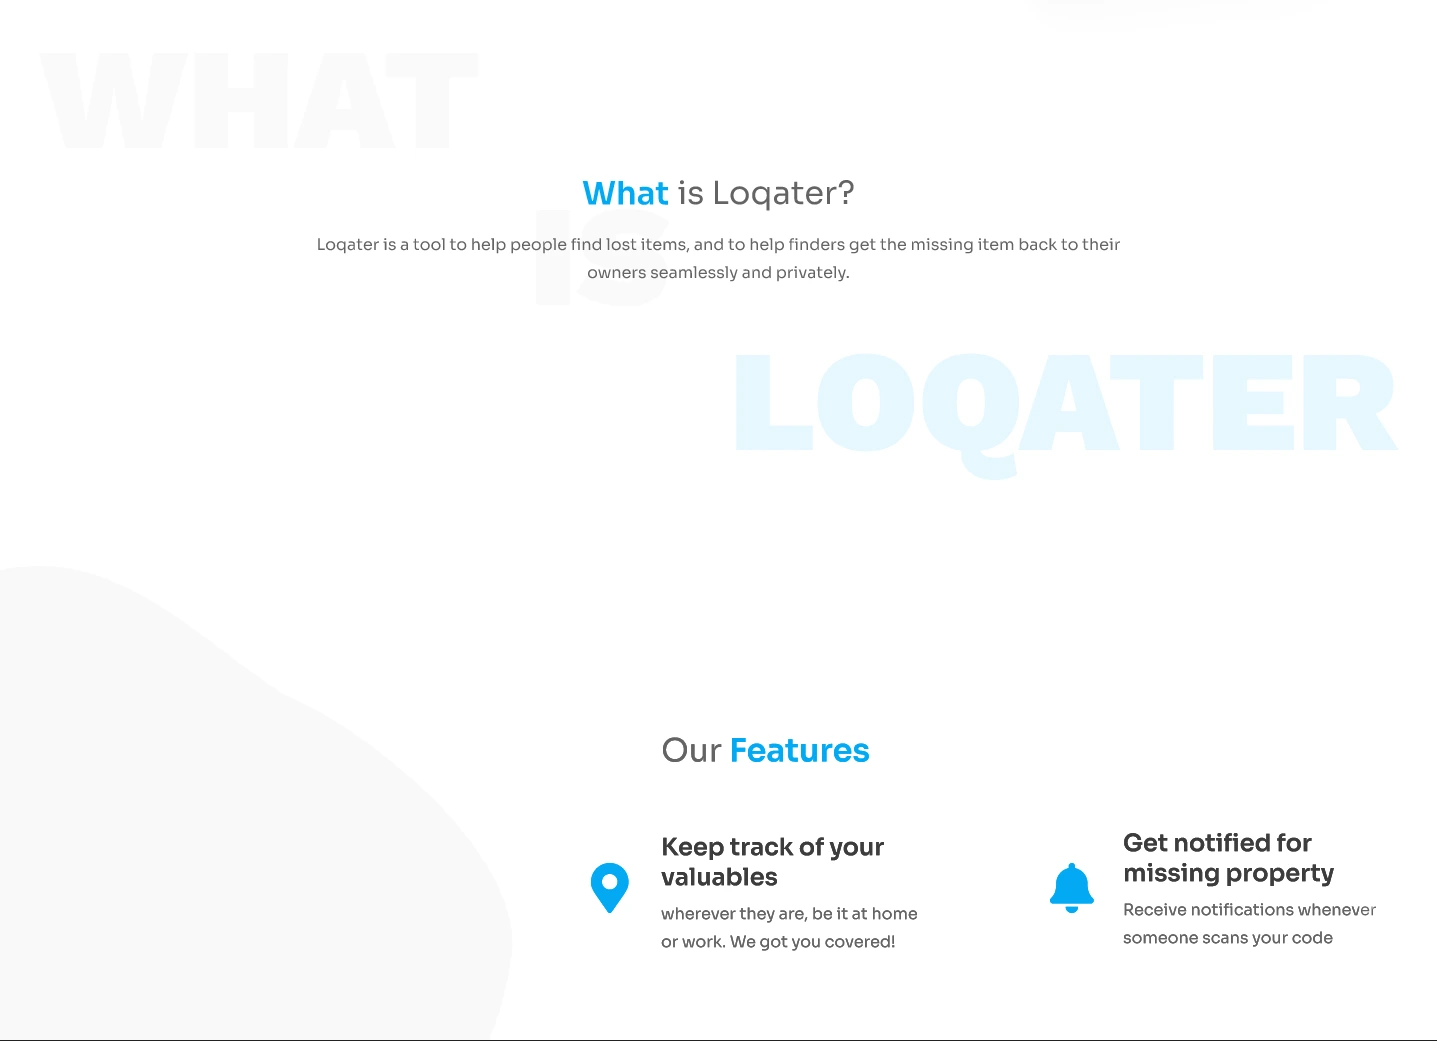 WHAT
What is Loqater?
IS
Loqater is a tool to help people find lost items, and to help finders get the missing item back to their
owners seamlessly and privately.
LOQATER
Our Features
Keep track of your
valuables
wherever they are, be it at home
or work. We got you covered!
Get notified for
missing property
Receive notifications whenever
someone scans your code